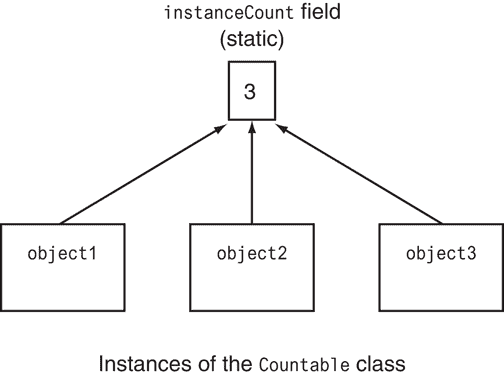 instanceCount field
(static)
3
object1
object2
object3
Instances of the Countable class